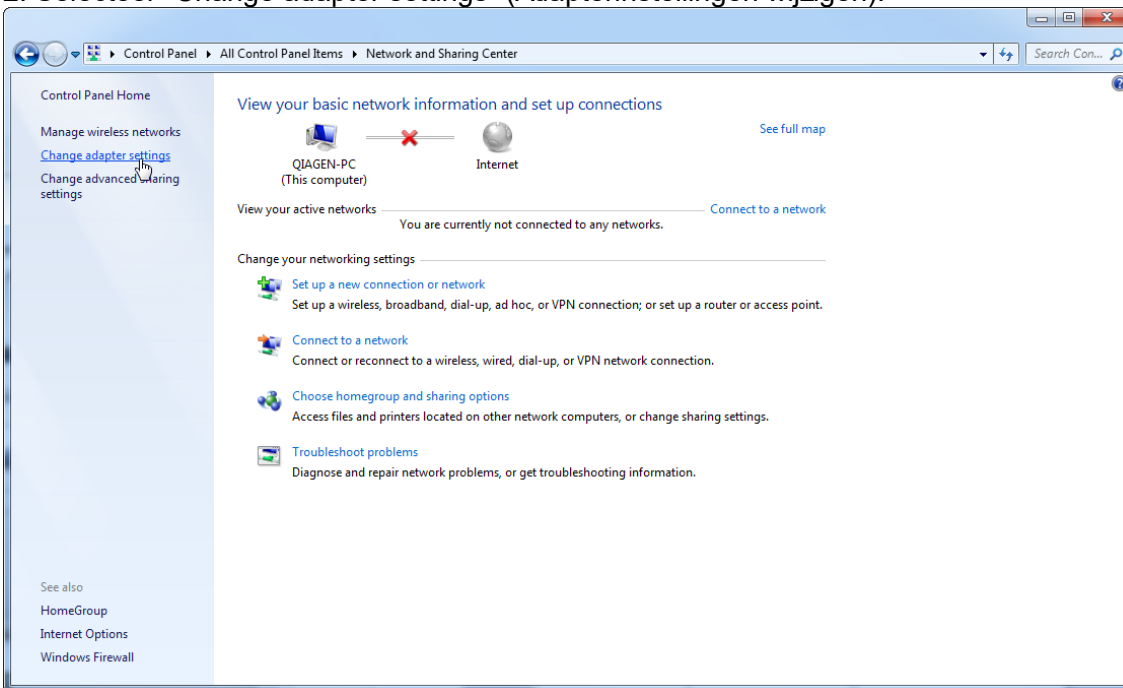 2. Selecteer "Change adapter settings" (Adapterinstellingen wijzigen).
Control Panel ▸ All Control Panel Items ▸ Network and Sharing Center
Search Con...
Control Panel Home
Manage wireless networks
Change adapter settings
Change advanced sharing
settings
View your basic network information and set up connections
See full map
QIAGEN-PC
(This computer)
Internet
View your active networks
Connect to a network
You are currently not connected to any networks.
Change your networking settings
Set up a new connection or network
Set up a wireless, broadband, dial-up, ad hoc, or VPN connection; or set up a router or access point.
Connect to a network
Connect or reconnect to a wireless, wired, dial-up, or VPN network connection.
Choose homegroup and sharing options
Access files and printers located on other network computers, or change sharing settings.
Troubleshoot problems
Diagnose and repair network problems, or get troubleshooting information.
See also
HomeGroup
Internet Options
Windows Firewall